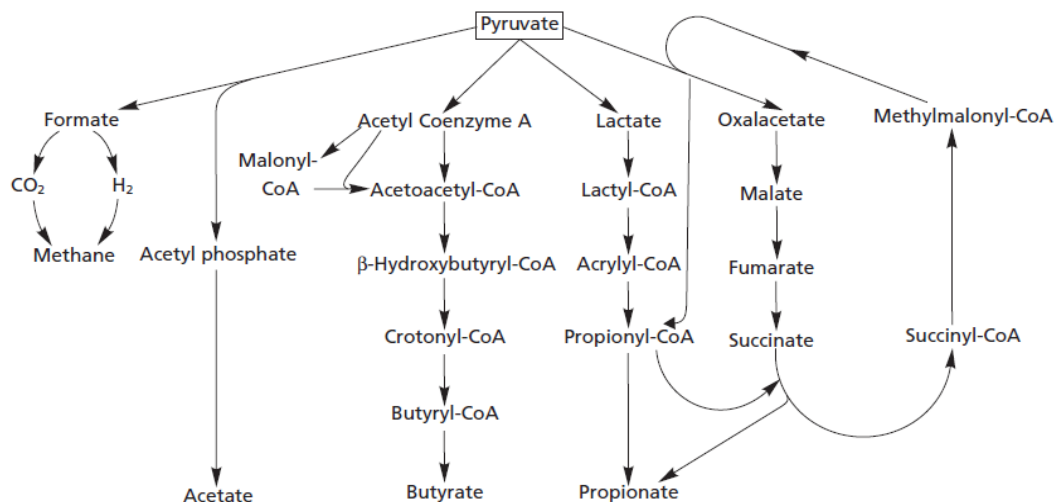 Pyruvate
Formate
Acetyl Coenzyme A
Lactate
Oxalacetate
Methylmalonyl-CoA
Malonyl-
CoA
CO₂
H₂
Acetoacetyl-CoA
Lactyl-CoA
Malate
Methane
Acetyl phosphate
β-Hydroxybutyryl-CoA
Acrylyl-CoA
Fumarate
Crotonyl-CoA
Propionyl-CoA
Succinate
Succinyl-CoA
Butyryl-CoA
Acetate
Butyrate
Propionate